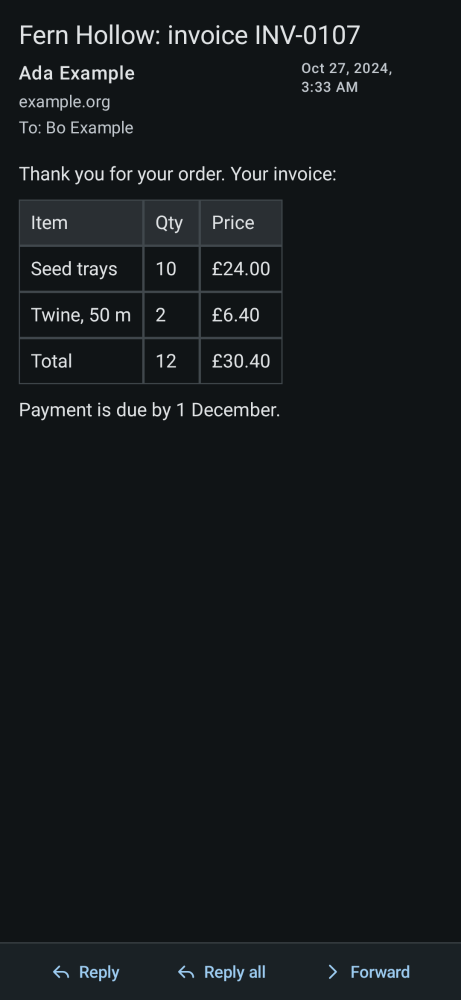 Fern Hollow: invoice INV-0107
Ada Example
Oct 27, 2024,
3:33 AM
example.org
To: Bo Example
Thank you for your order. Your invoice:
Item Qty Price
Seed trays 10 £24.00
Twine, 50 m 2 £6.40
Total 12 £30.40
Payment is due by 1 December.
Reply Reply all Forward